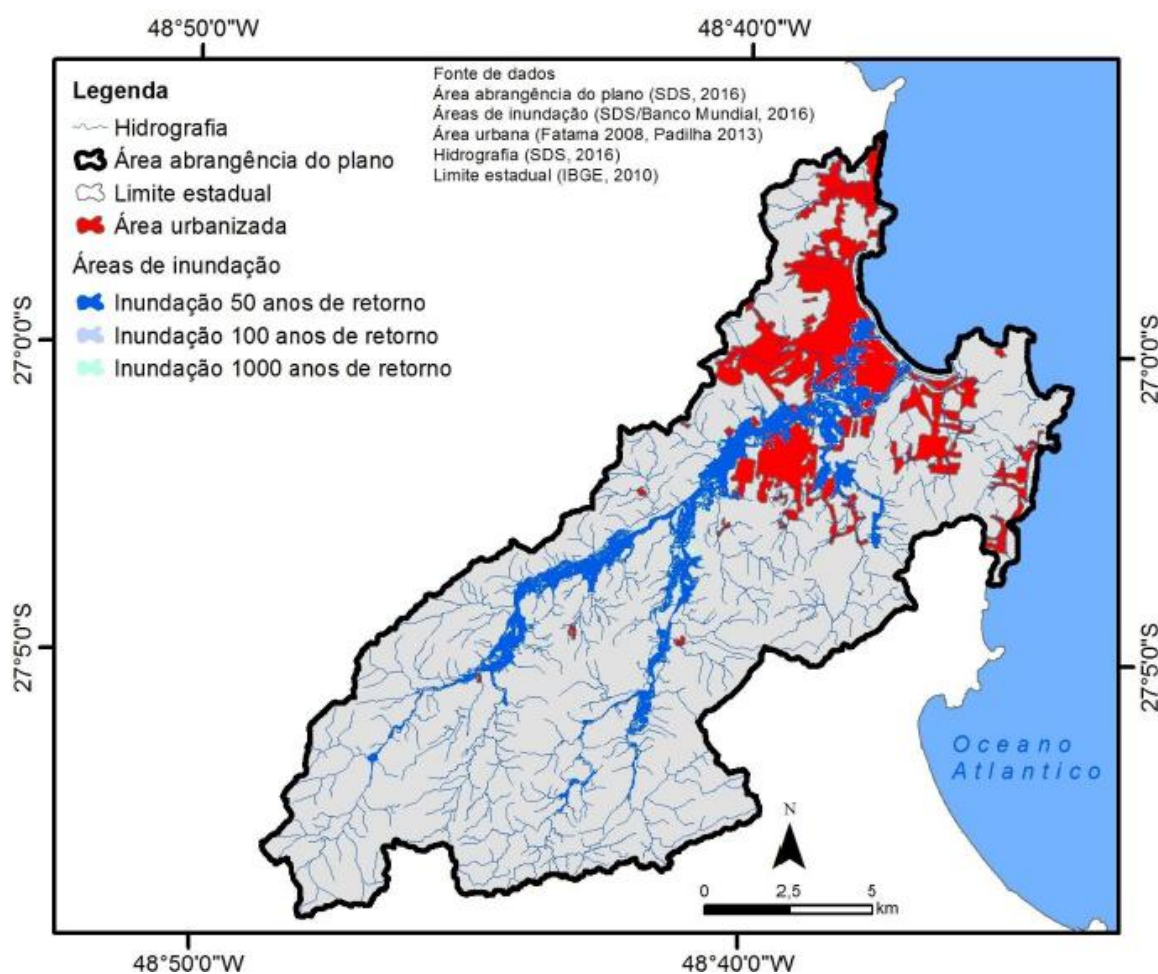 48°50'0"W
48°40'0"W
Legenda
Hidrografia
Área abrangência do plano
Limite estadual
Área urbanizada
Áreas de inundação
Inundação 50 anos de retorno
Inundação 100 anos de retorno
Inundação 1000 anos de retorno
Fonte de dados
Área abrangência do plano (SDS, 2016)
Áreas de inundação (SDS/Banco Mundial, 2016)
Área urbana (Fatama 2008, Padilha 2013)
Hidrografia (SDS, 2016)
Limite estadual (IBGE, 2010)
27°0'0"S
27°0'0"S
27°5'0"S
27°5'0"S
Oceano
Atlantico
N
0 2,5 5
km
48°50'0"W
48°40'0"W